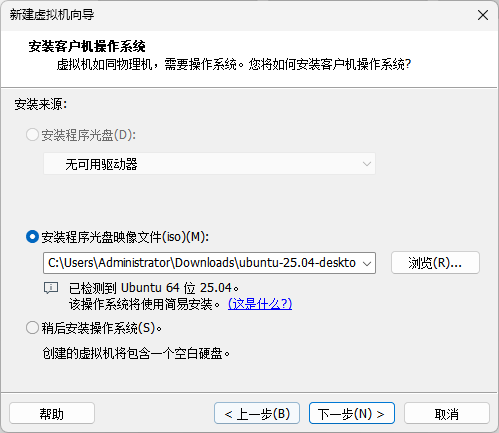 新建虚拟机向导
安装客户机操作系统
虚拟机如同物理机，需要操作系统。您将如何安装客户机操作系统?
安装来源:
安装程序光盘(D):
无可用驱动器
安装程序光盘映像文件(iso)(M):
C:\Users\Administrator\Downloads\ubuntu-25.04-deskto
浏览(R)...
已检测到 Ubuntu 64 位 25.04。
该操作系统将使用简易安装。 (这是什么?)
稍后安装操作系统(S)。
创建的虚拟机将包含一个空白硬盘。
帮助
< 上一步(B)
下一步(N) >
取消